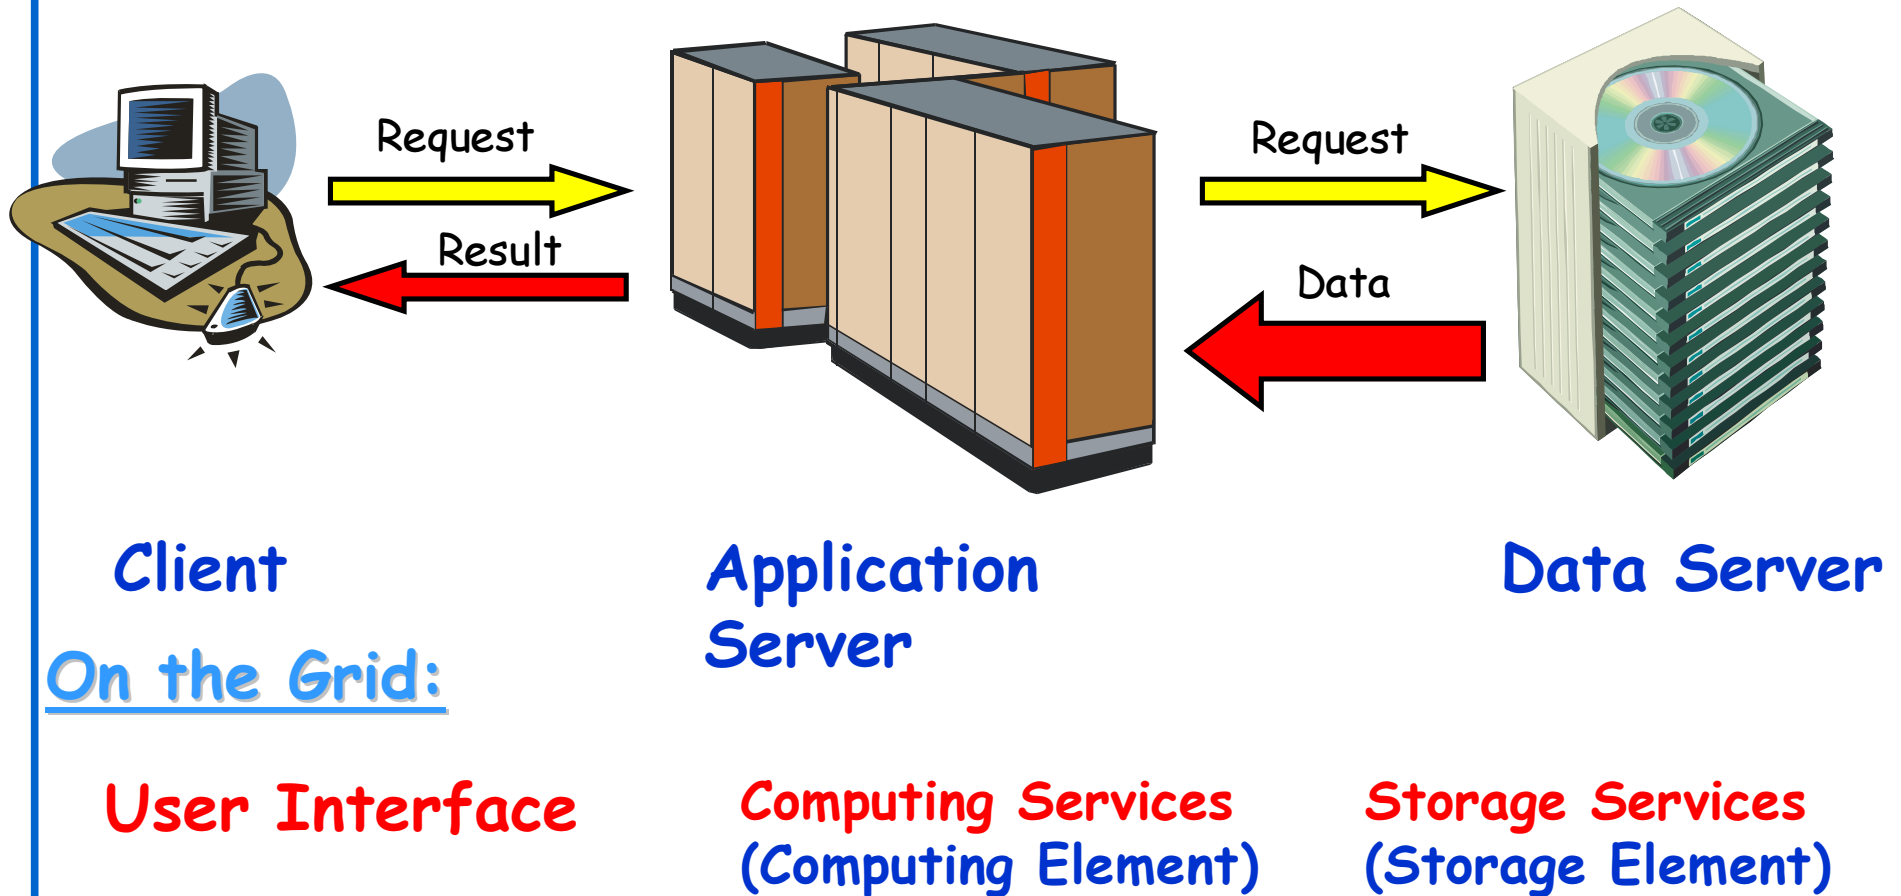 Request
Result
Request
Data
Client
Application
Server
Data Server
On the Grid:
User Interface
Computing Services
(Computing Element)
Storage Services
(Storage Element)